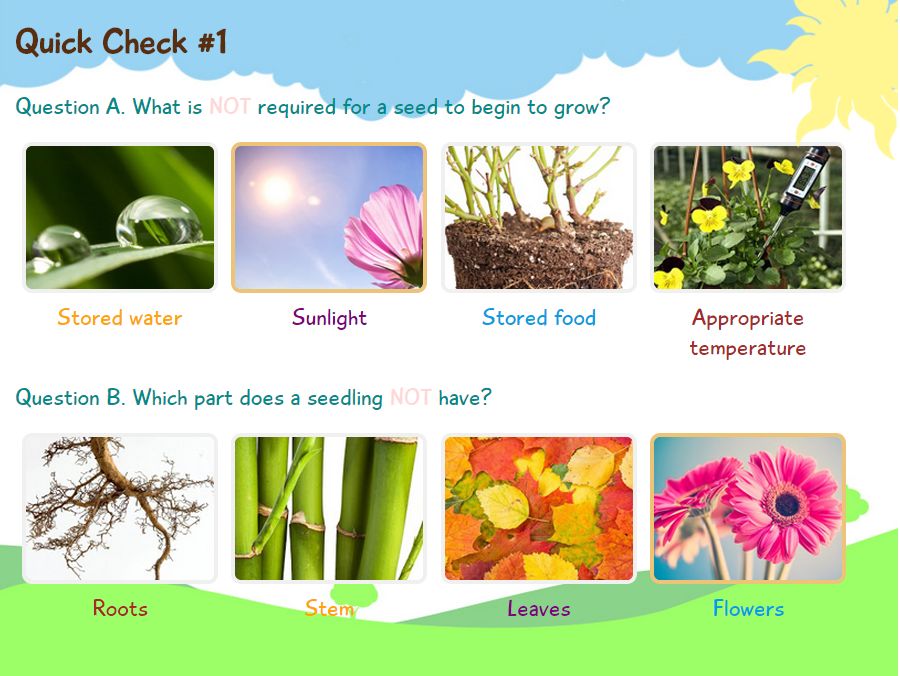 Quick Check #1
Question A. What is NOT required for a seed to begin to grow?
Stored water
Sunlight
Stored food
Appropriate
temperature
Question B. Which part does a seedling NOT have?
Roots
Stem
Leaves
Flowers